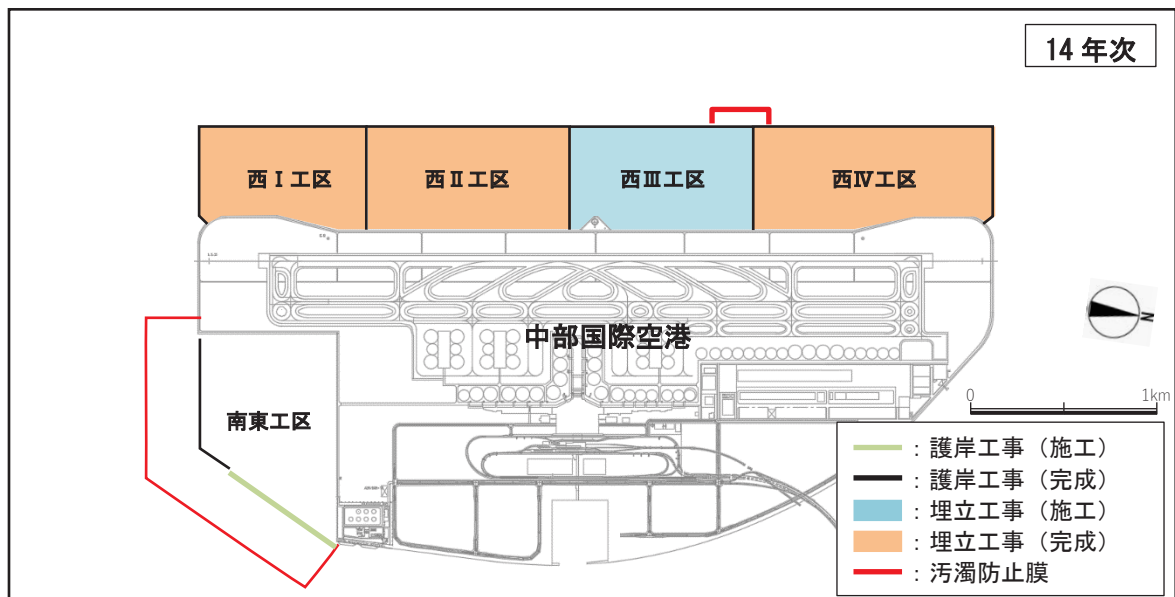 14 年次
西Ⅰ工区
西Ⅱ工区
西Ⅲ工区
西Ⅳ工区
中部国際空港
N
南東工区
0 1km
：護岸工事（施工）
：護岸工事（完成）
：埋立工事（施工）
：埋立工事（完成）
：汚濁防止膜